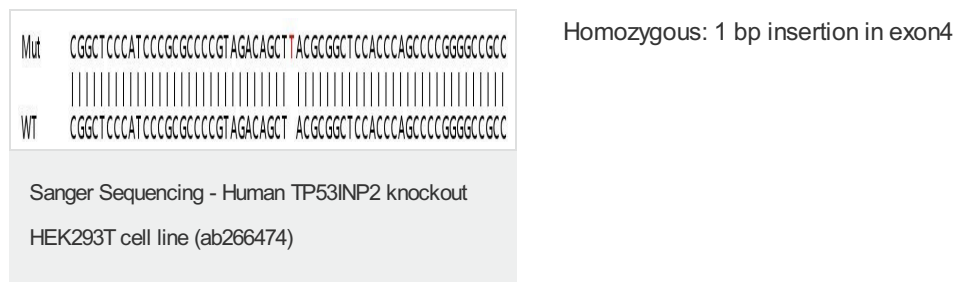 Mut CGGCTCCCATCCCGCGCCCCGTAGACAGCTTACGCGGCTCCACCCAGCCCCGGGGCCGCC
WT CGGCTCCCATCCCGCGCCCCGTAGACAGCT ACGCGGCTCCACCCAGCCCCGGGGCCGCC
Sanger Sequencing - Human TP53INP2 knockout
HEK293T cell line (ab266474)
Homozygous: 1 bp insertion in exon4